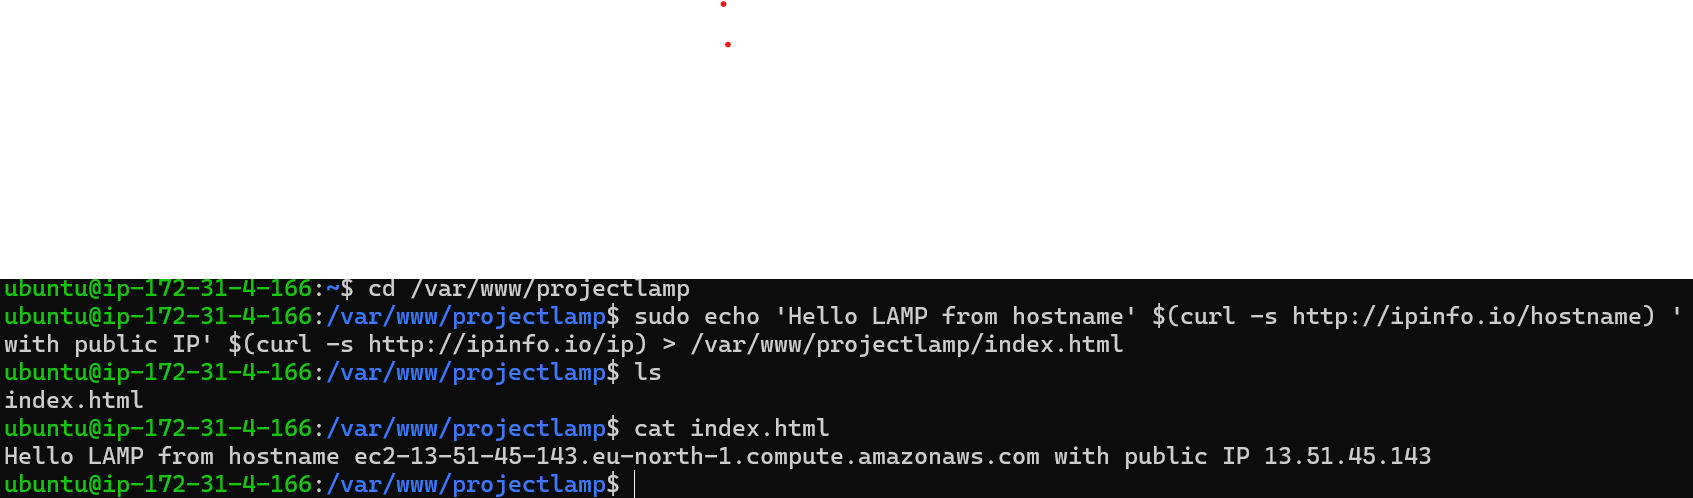 ubuntu@ip-172-31-4-166:~$ cd /var/www/projectlamp
ubuntu@ip-172-31-4-166:/var/www/projectlamp$ sudo echo 'Hello LAMP from hostname' $(curl -s http://ipinfo.io/hostname) '
with public IP' $(curl -s http://ipinfo.io/ip) > /var/www/projectlamp/index.html
ubuntu@ip-172-31-4-166:/var/www/projectlamp$ ls
index.html
ubuntu@ip-172-31-4-166:/var/www/projectlamp$ cat index.html
Hello LAMP from hostname ec2-13-51-45-143.eu-north-1.compute.amazonaws.com with public IP 13.51.45.143
ubuntu@ip-172-31-4-166:/var/www/projectlamp$